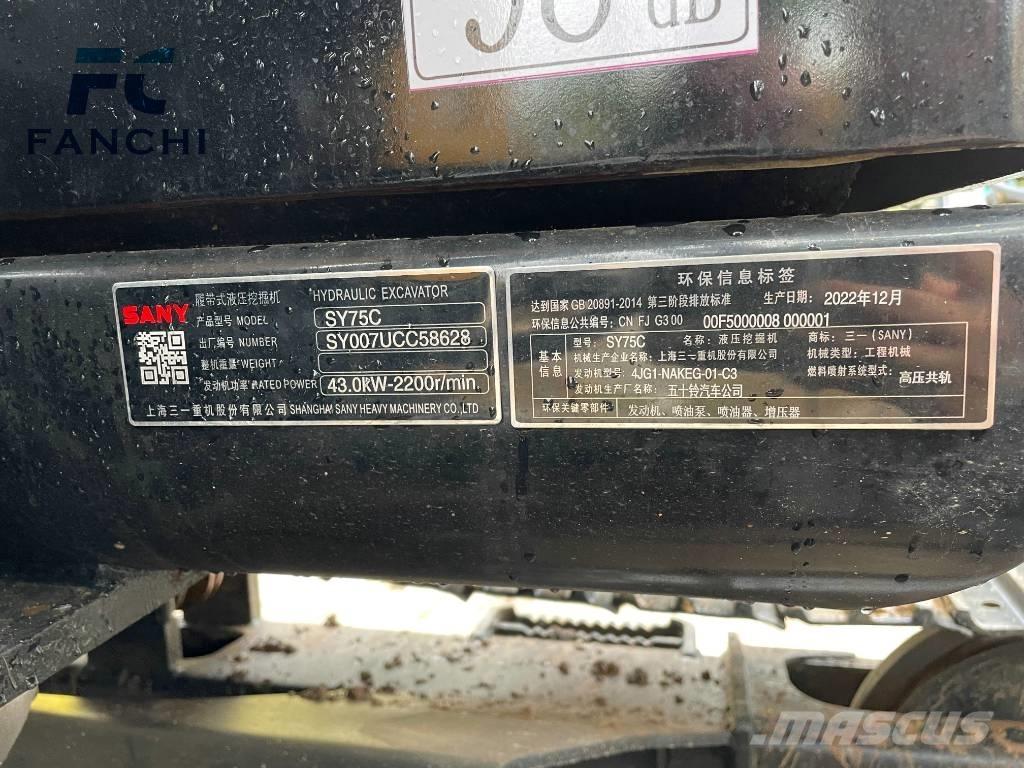 FC
FANCHI
dB
SANY
履带式液压挖掘机 HYDRAULIC EXCAVATOR
产品型号 MODEL SY75C
出厂编号 NUMBER SY007UCC58628
整机重量 WEIGHT
发动机功率 RATED POWER 43.0KW-2200r/min.
上海三一重机股份有限公司 SHANGHAI SANY HEAVY MACHINERY CO.,LTD
环保信息标签
达到国家 GB 20891-2014 第三阶段排放标准 生产日期: 2022年12月
环保信息公共编号: CN FJ G3 00 00F5000008 000001
基本信息
型号: SY75C 名称: 液压挖掘机 商标: 三一 (SANY)
机械生产企业名称: 上海三一重机股份有限公司 机械类型: 工程机械
发动机型号: 4JG1-NAKEG-01-C3 燃料喷射系统型式: 高压共轨
发动机生产厂名称: 五十铃汽车公司
环保关键零部件 发动机、喷油泵、喷油器、增压器
MASCUS